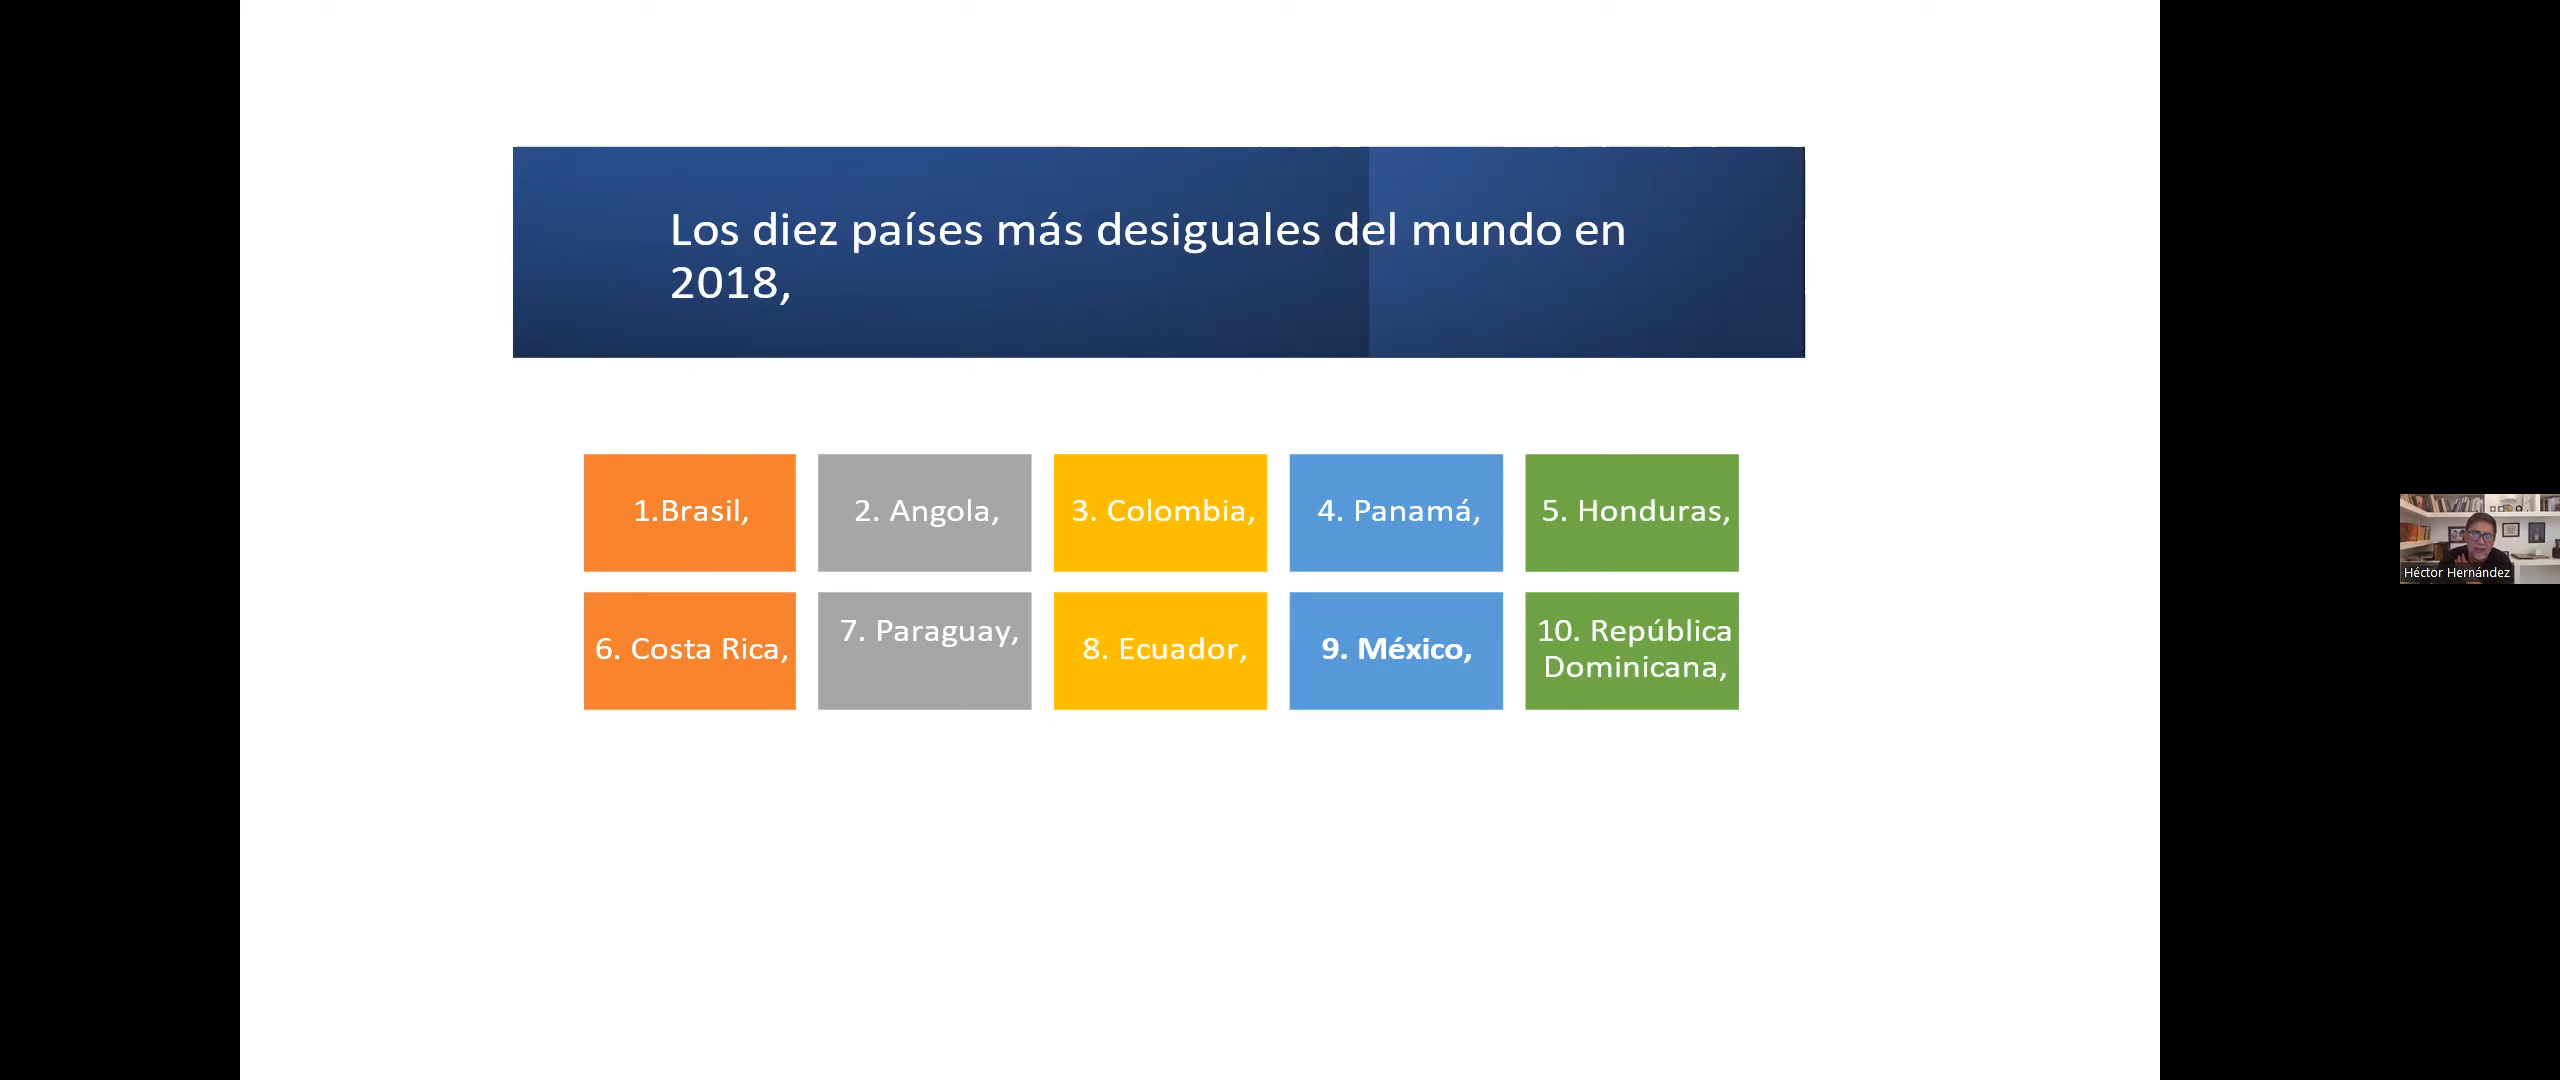 Los diez países más desiguales del mundo en
2018,
1.Brasil,
2. Angola,
3. Colombia,
4. Panamá,
5. Honduras,
6. Costa Rica,
7. Paraguay,
8. Ecuador,
9. México,
10. República
Dominicana,
Héctor Hernández